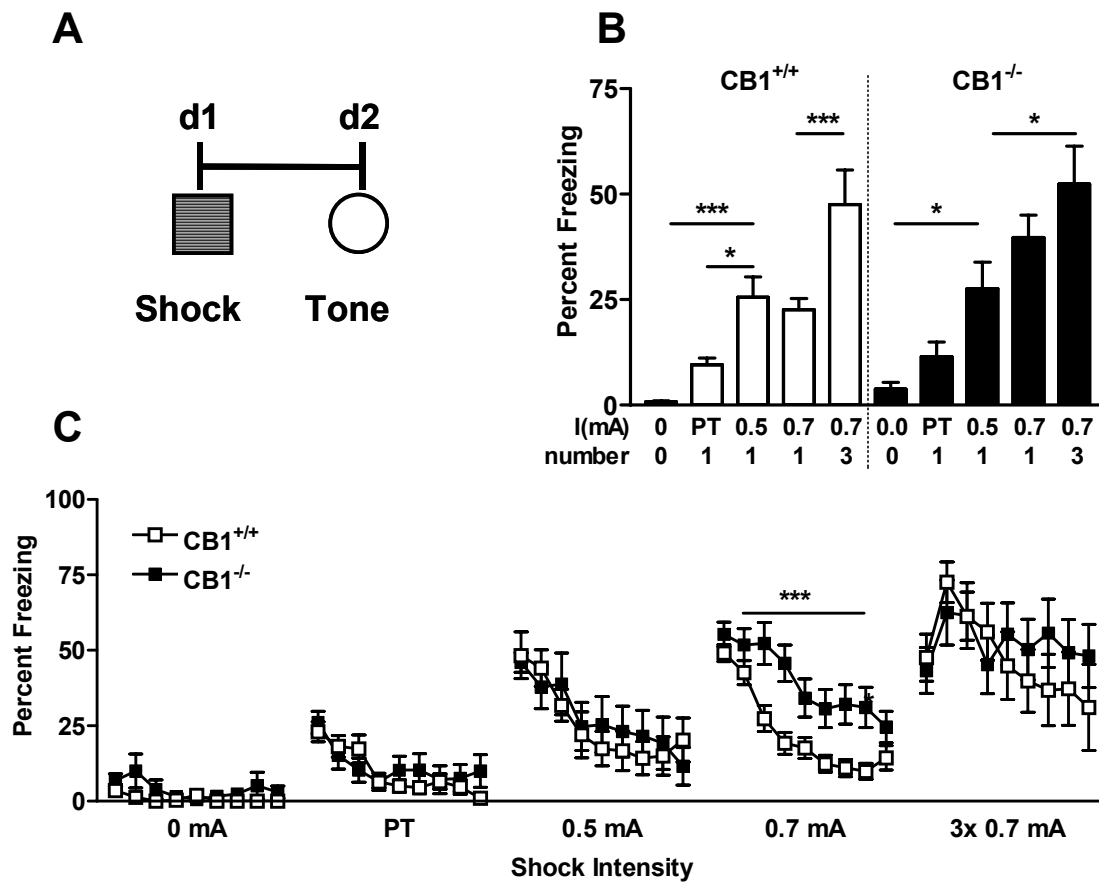 A
d1 d2
Shock Tone
B
CB1+/+ CB1-/-
Percent Freezing
75
50
25
0
*** * *** * *
I(mA) 0 PT 0.5 0.7 0.7 0.0 PT 0.5 0.7 0.7
number 0 1 1 1 3 0 1 1 1 3
C
Percent Freezing
100
75
50
25
0
CB1+/+
CB1-/-
***
*
0 mA PT 0.5 mA 0.7 mA 3x 0.7 mA
Shock Intensity